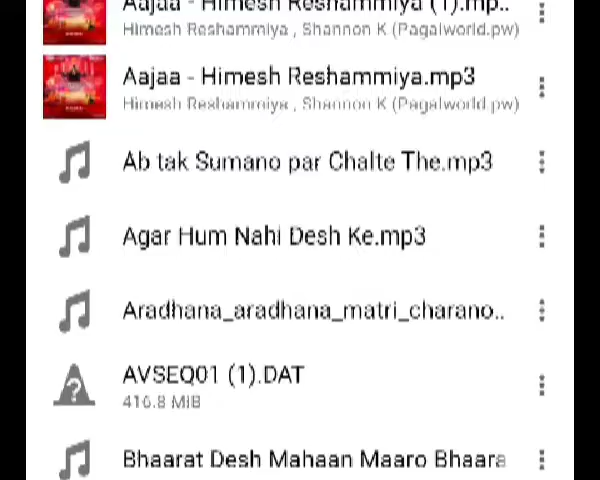 Aajaa - Himesh Reshammiya (1).mp..
Himesh Reshammiya , Shannon K (Pagalworld.pw)
Aajaa - Himesh Reshammiya.mp3
Himesh Reshammiya , Shannon K (Pagalworld.pw)
Ab tak Sumano par Chalte The.mp3
Agar Hum Nahi Desh Ke.mp3
Aradhana_aradhana_matri_charano..
AVSEQ01 (1).DAT
416.8 MiB
Bhaarat Desh Mahaan Maaro Bhaara